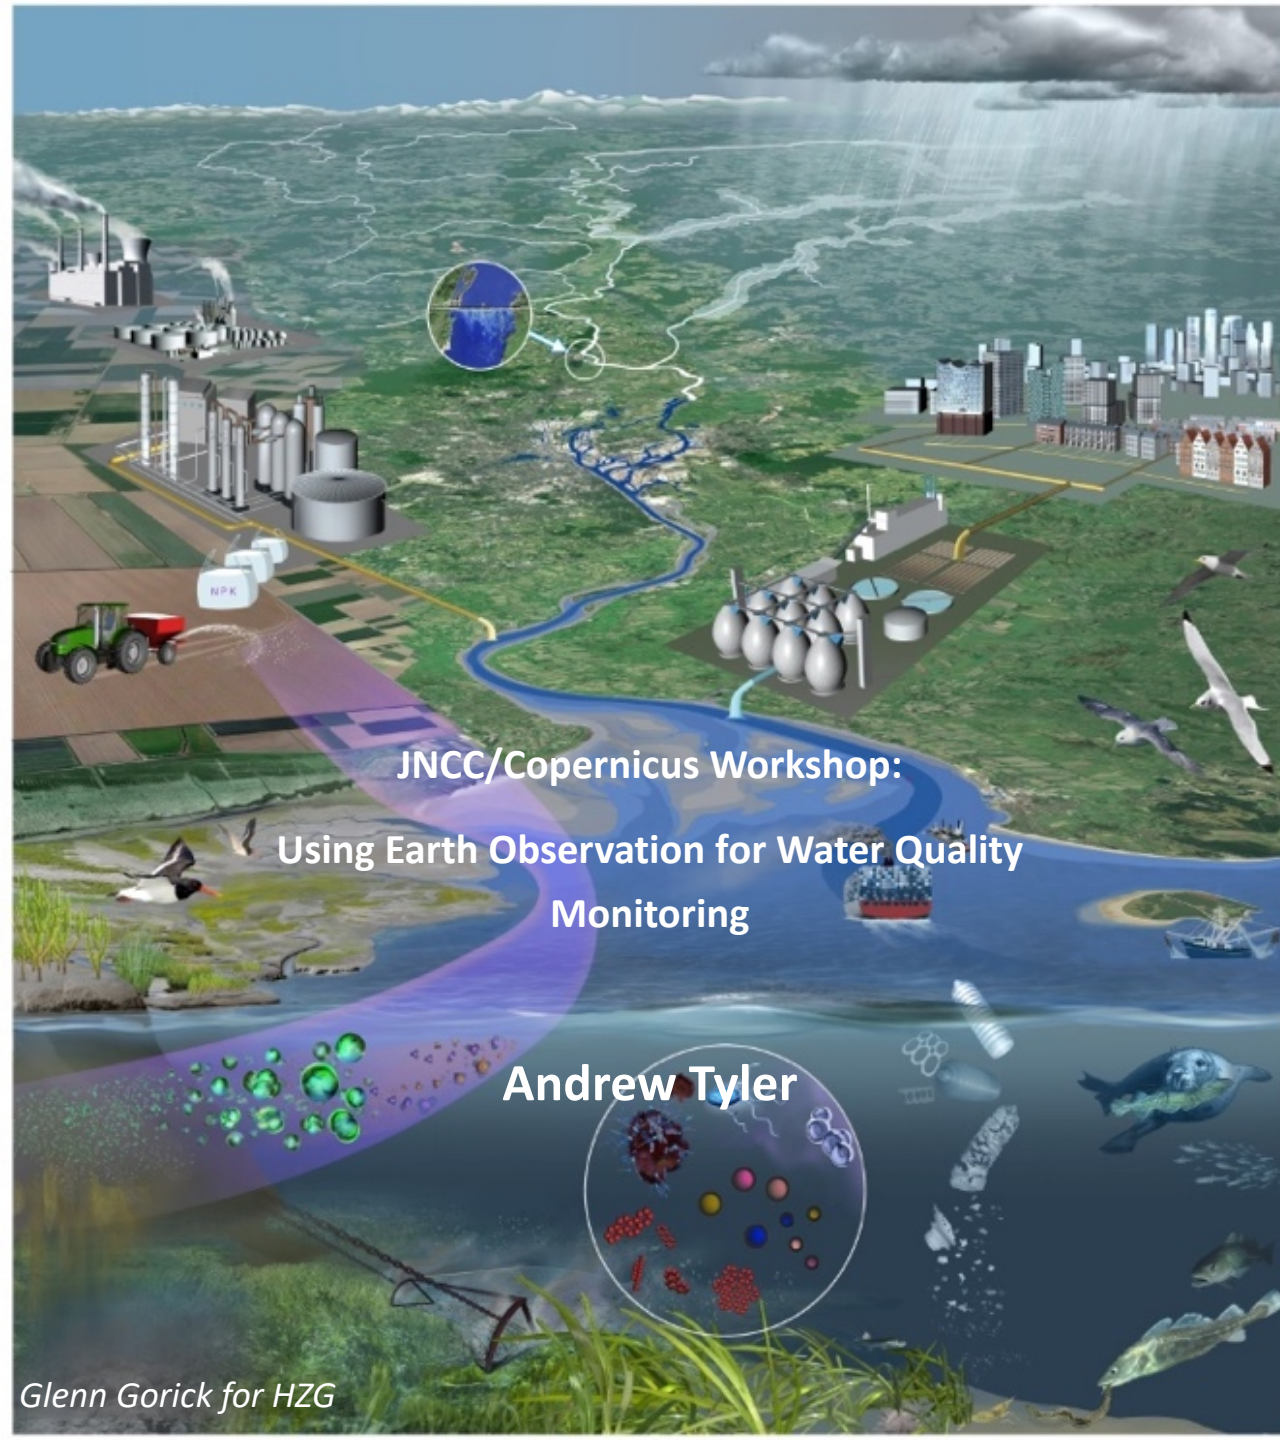 NPK
JNCC/Copernicus Workshop:
Using Earth Observation for Water Quality
Monitoring
Andrew Tyler
Glenn Gorick for HZG